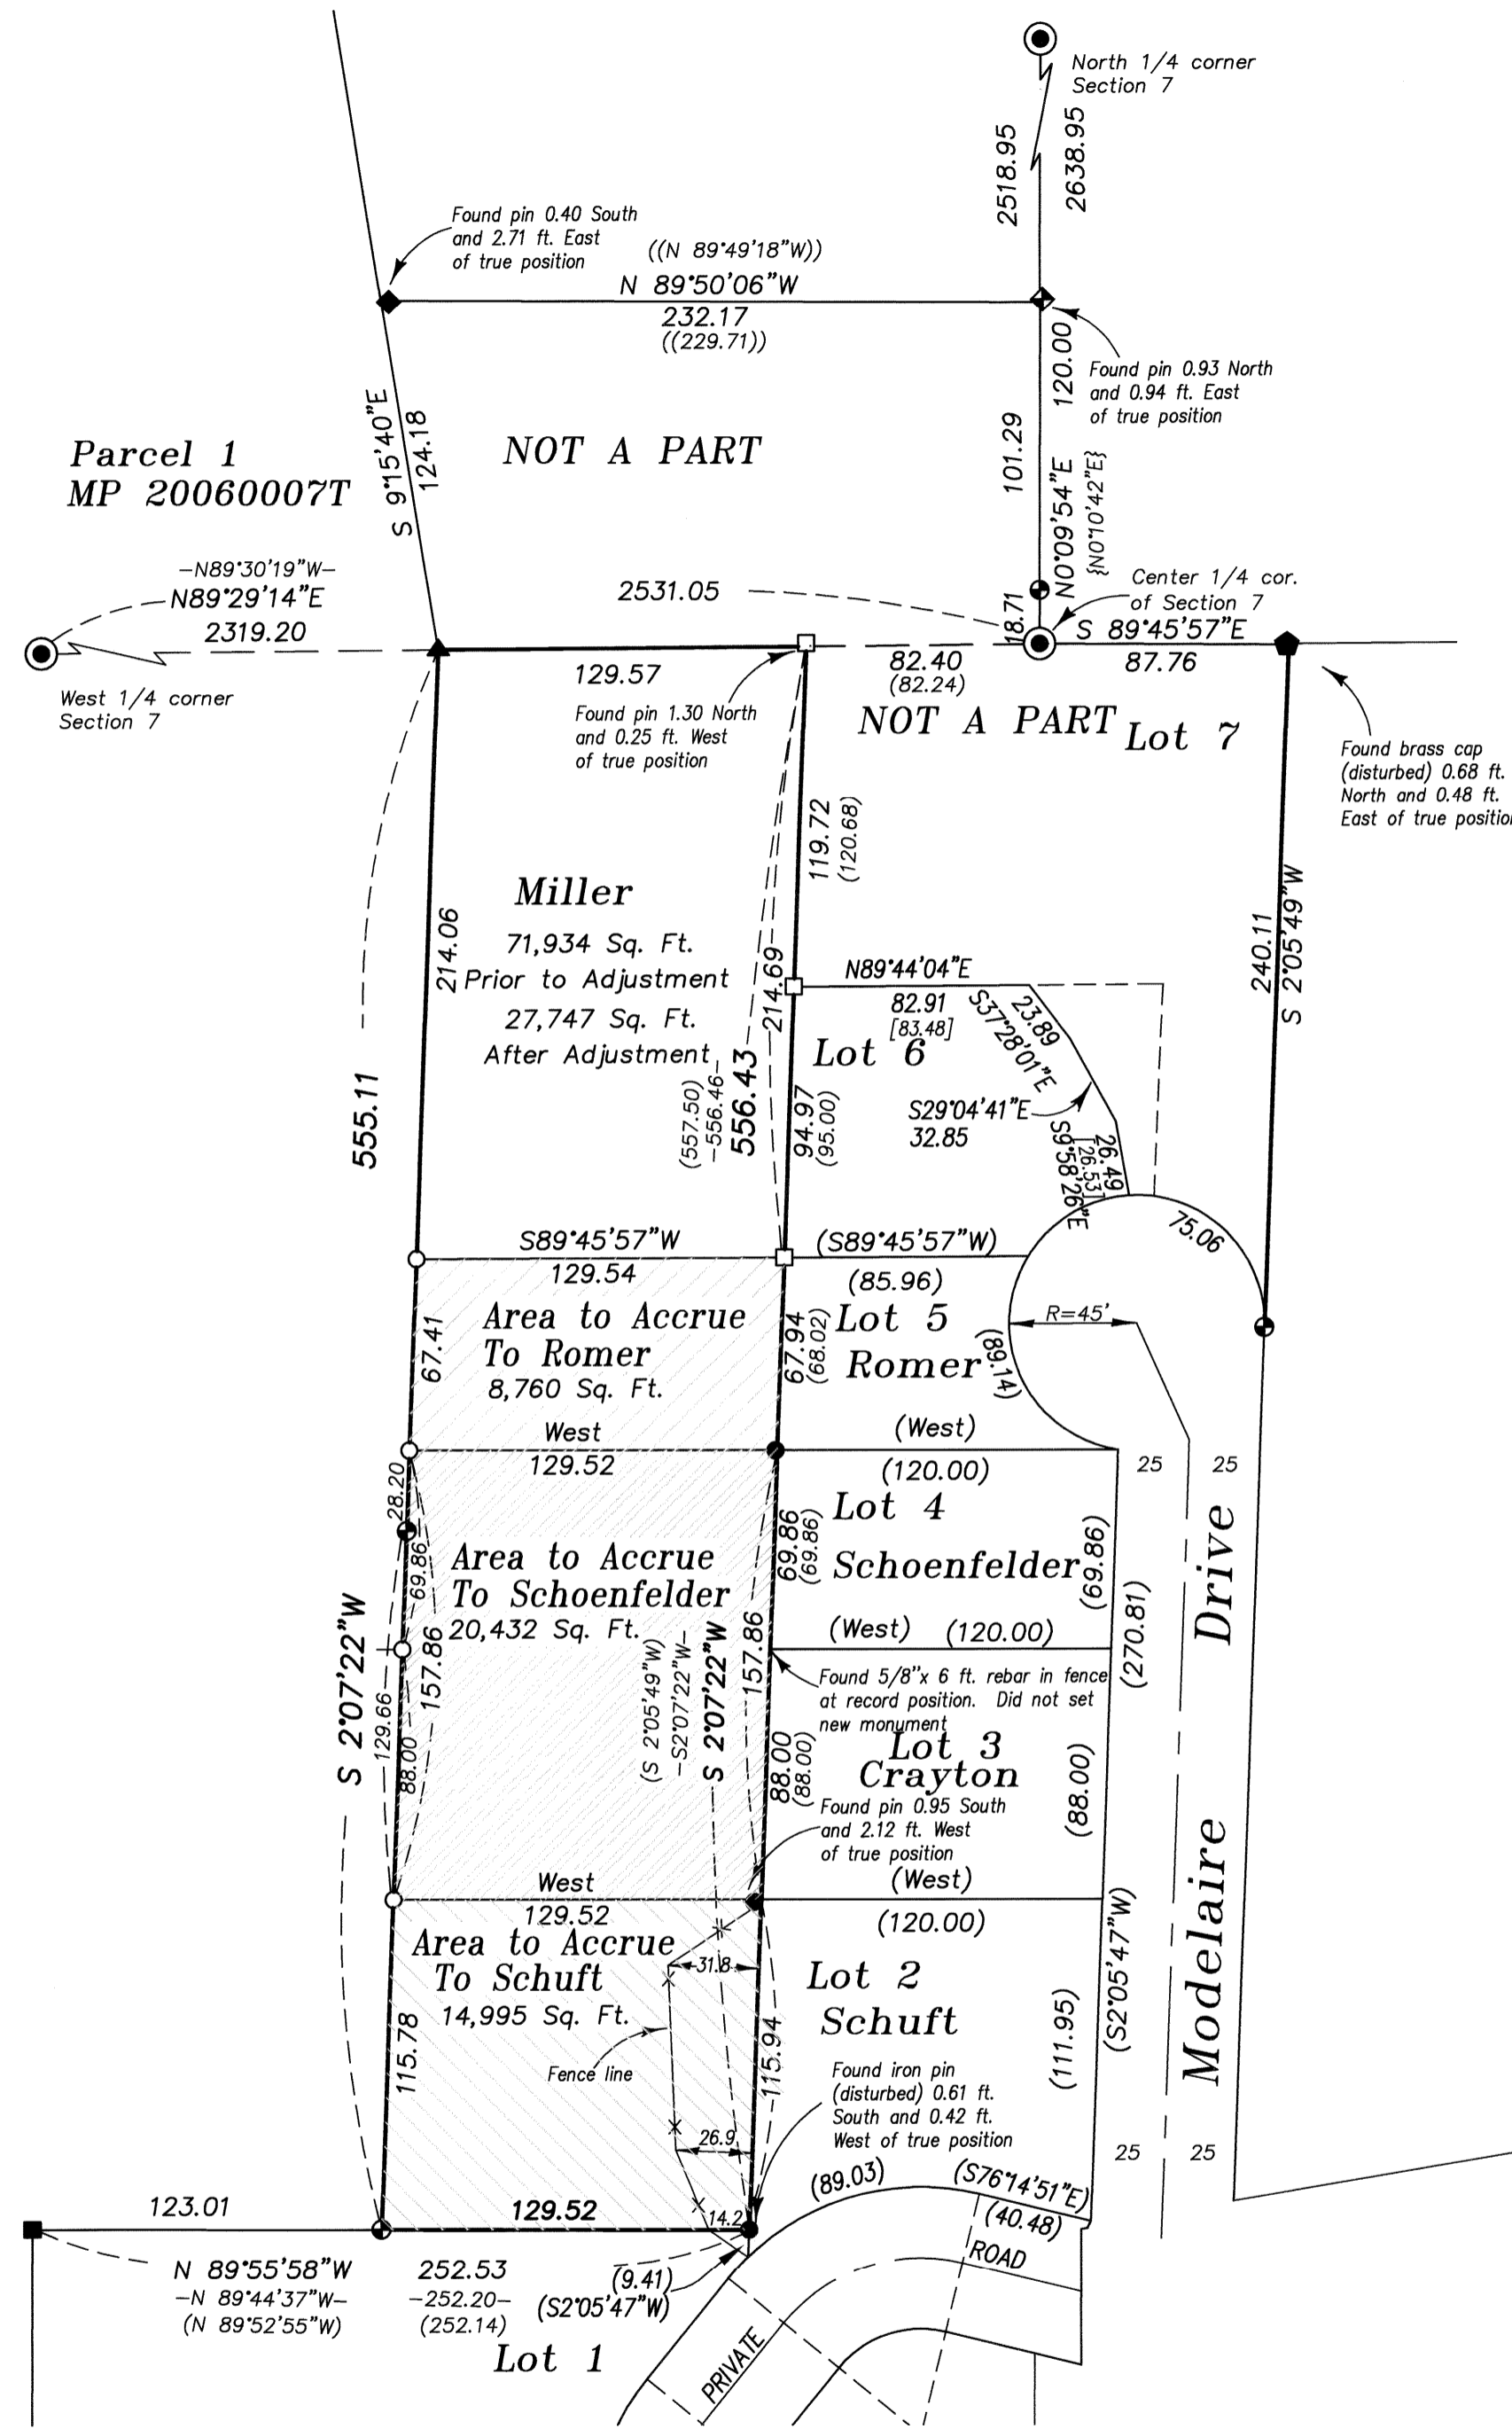 North 1/4 corner
Section 7
2518.95
2638.95
Found pin 0.40 South
and 2.71 ft. East
of true position
((N 89°49'18"W))
N 89°50'06"W
232.17
((229.71))
120.00
Found pin 0.93 North
and 0.94 ft. East
of true position
S 9°15'40"E
124.18
NOT A PART
101.29
N0°09'54"E
{N0°10'42"E}
Parcel 1
MP 20060007T
-N89°30'19"W-
N89°29'14"E
2319.20
2531.05
18.71
Center 1/4 cor.
of Section 7
S 89°45'57"E
87.76
West 1/4 corner
Section 7
129.57
82.40
(82.24)
Found pin 1.30 North
and 0.25 ft. West
of true position
NOT A PART
Lot 7
Found brass cap
(disturbed) 0.68 ft.
North and 0.48 ft.
East of true positio
119.72
(120.68)
Miller
71,934 Sq. Ft.
Prior to Adjustment
27,747 Sq. Ft.
After Adjustment
214.06
214.69
240.11
S 2°05'49"W
N89°44'04"E
82.91
[83.48]
S37°28'01"E
23.89
Lot 6
555.11
(557.50)
-556.46-
556.43
94.97
(95.00)
S29°04'41"E
32.85
S9°58'26"E
[26.53]
26.49
75.06
S89°45'57"W
129.54
(S89°45'57"W)
(85.96)
Area to Accrue
To Romer
8,760 Sq. Ft.
67.41
67.94
(68.02)
Lot 5
Romer
(89.14)
R=45'
West
129.52
(West)
(120.00)
25
25
28.20
69.86
Area to Accrue
To Schoenfelder
20,432 Sq. Ft.
69.86
(69.86)
Lot 4
Schoenfelder
(69.86)
(270.81)
Drive
(West) (120.00)
S 2°07'22"W
129.66
157.86
88.00
(S 2°05'49"W)
-S2°07'22"W-
S 2°07'22"W
157.86
Found 5/8"x 6 ft. rebar in fence
at record position. Did not set
new monument
88.00
(88.00)
Lot 3
Crayton
(88.00)
Found pin 0.95 South
and 2.12 ft. West
of true position
Modelaire
West
129.52
(West)
(120.00)
Area to Accrue
To Schuft
14,995 Sq. Ft.
31.8
Lot 2
Schuft
(S2°05'47"W)
(111.95)
115.78
115.94
Fence line
Found iron pin
(disturbed) 0.61 ft.
South and 0.42 ft.
West of true position
26.9
25
25
(89.03)
(S76°14'51"E)
(40.48)
123.01
129.52
14.2
N 89°55'58"W
-N 89°44'37"W-
(N 89°52'55"W)
252.53
-252.20-
(252.14)
(9.41)
(S2°05'47"W)
ROAD
Lot 1
PRIVATE